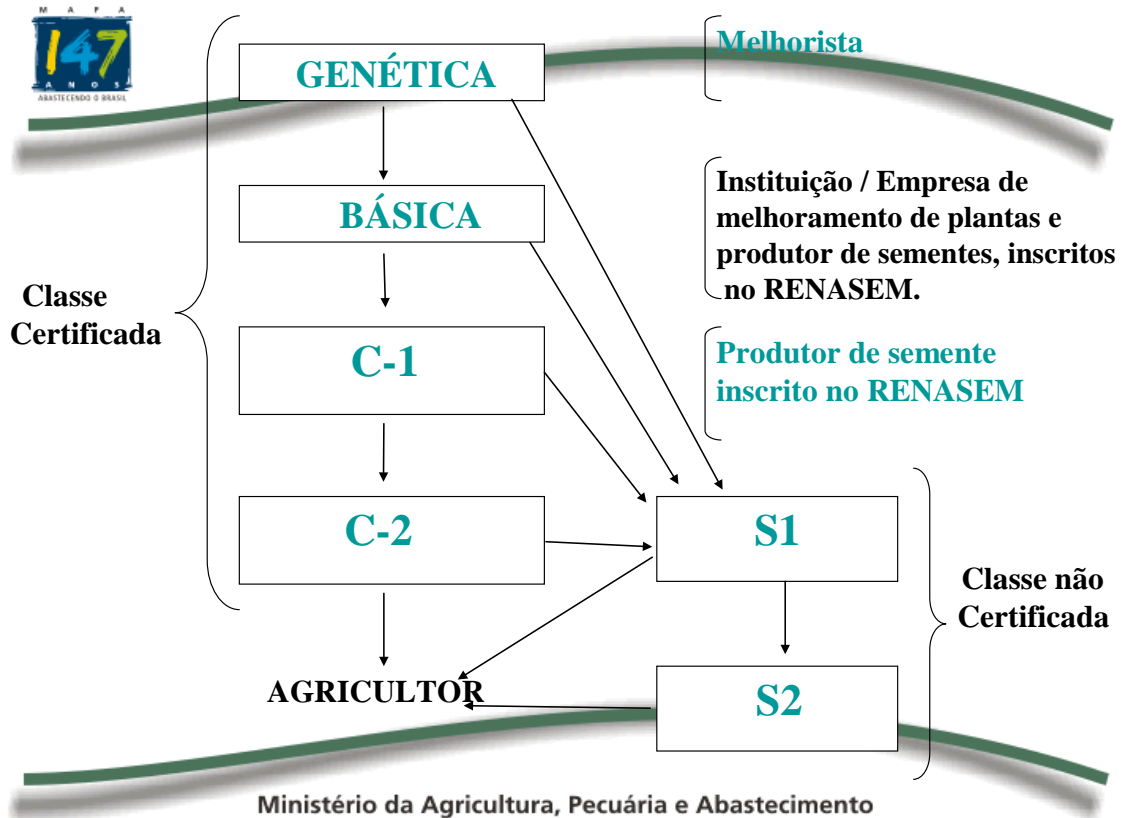 M A P A
147
A N O S
ABASTECENDO O BRASIL
GENÉTICA
Melhorista
BÁSICA
Instituição / Empresa de
melhoramento de plantas e
produtor de sementes, inscritos
no RENASEM.
Classe
Certificada
C-1
Produtor de semente
inscrito no RENASEM
C-2
S1
Classe não
Certificada
AGRICULTOR
S2
Ministério da Agricultura, Pecuária e Abastecimento